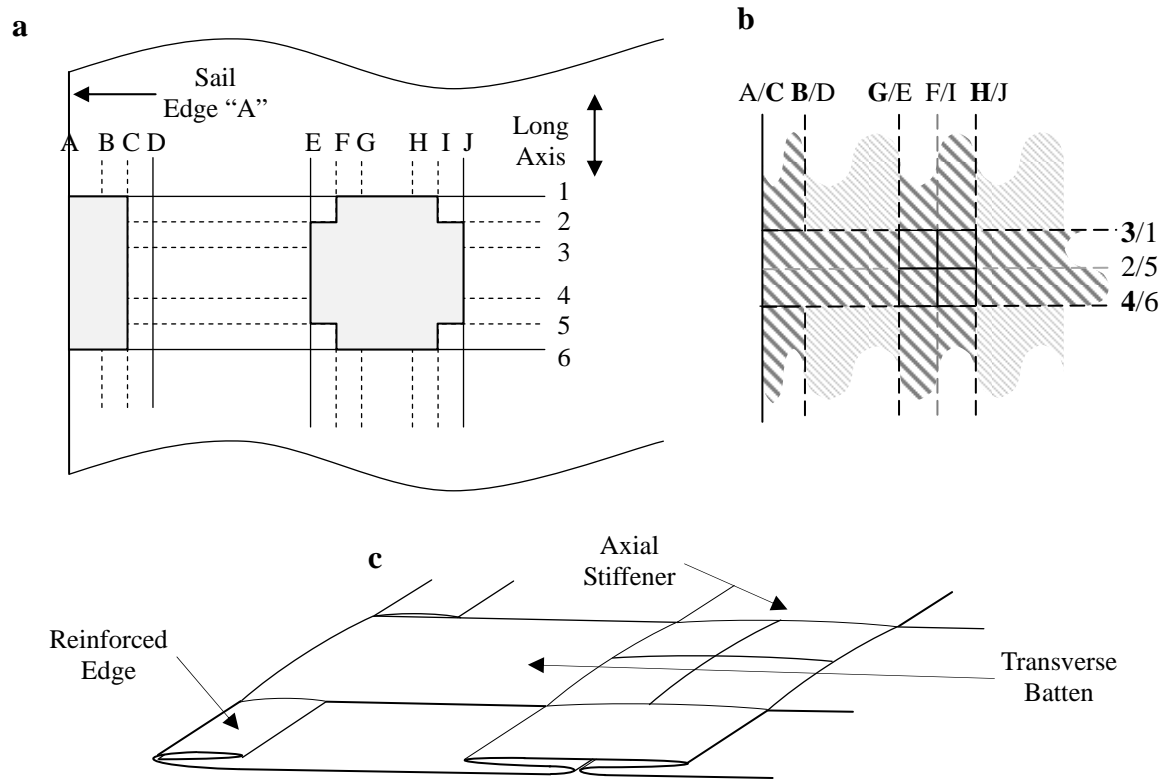 a
Sail
Edge “A”
Long
Axis
A B C D E F G H I J
1
2
3
4
5
6
b
A/C B/D G/E F/I H/J
3/1
2/5
4/6
c
Axial
Stiffener
Reinforced
Edge
Transverse
Batten